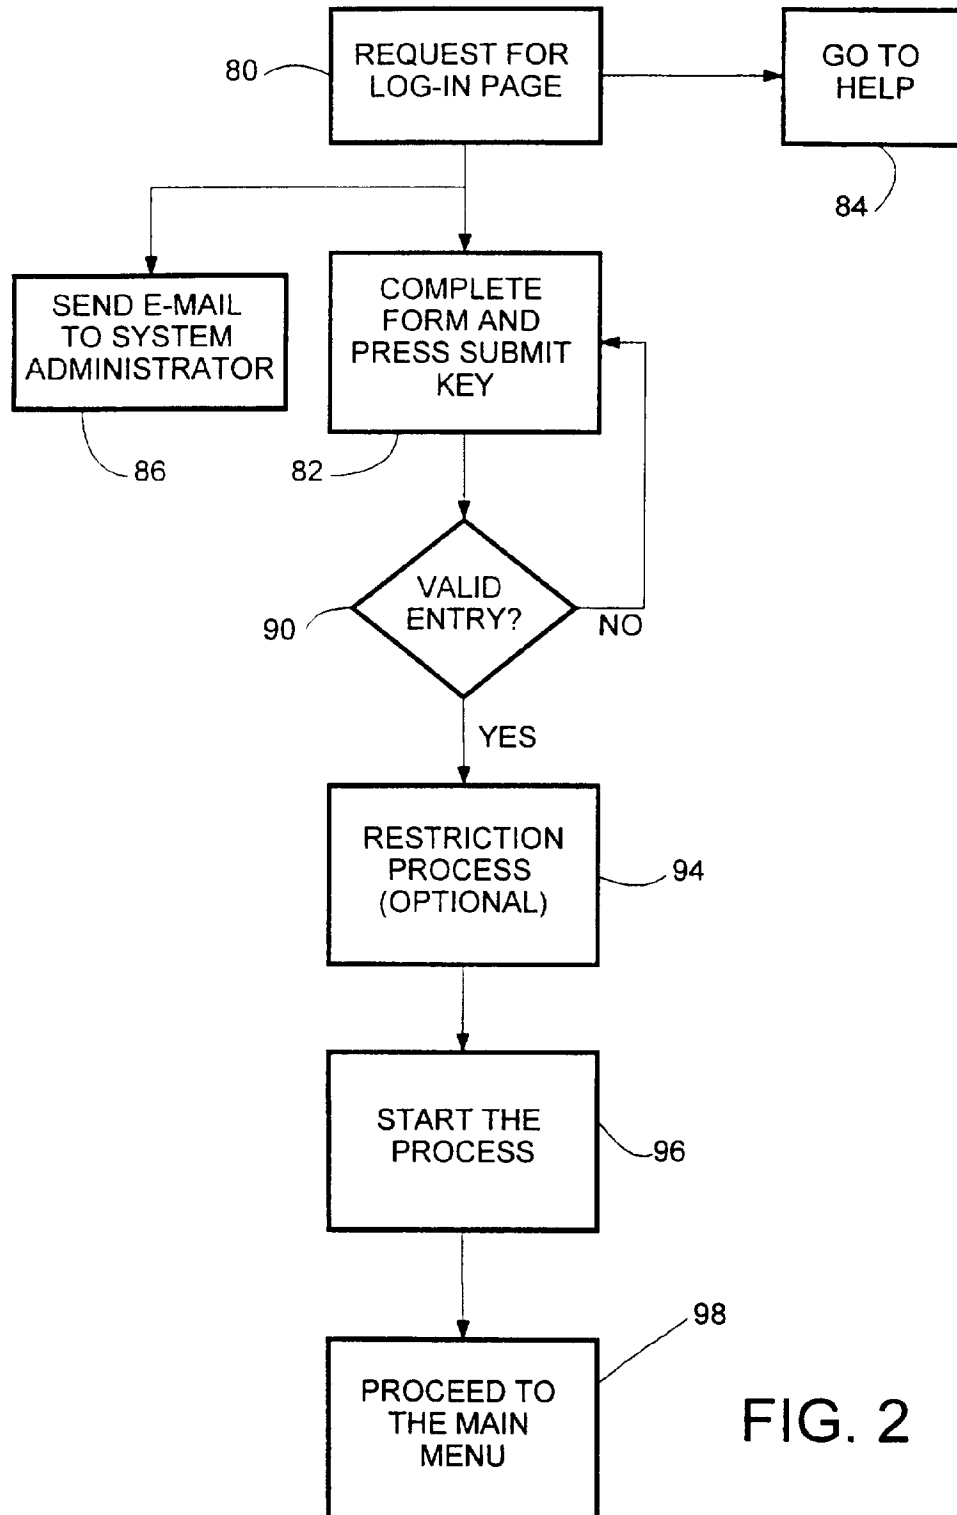 80
REQUEST FOR
LOG-IN PAGE
GO TO
HELP
84
SEND E-MAIL
TO SYSTEM
ADMINISTRATOR
86
COMPLETE
FORM AND
PRESS SUBMIT
KEY
82
VALID
ENTRY?
90
NO
YES
RESTRICTION
PROCESS
(OPTIONAL)
94
START THE
PROCESS
96
98
PROCEED TO
THE MAIN
MENU
FIG. 2